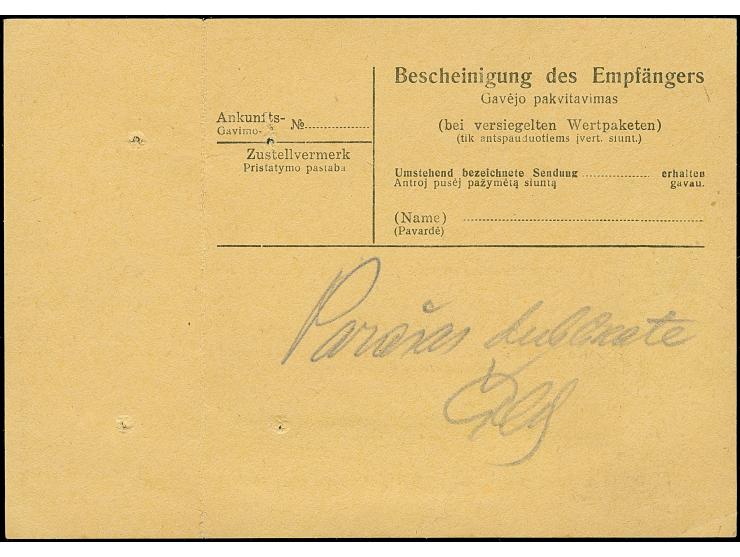 Ankunfts- №
Gavimo-
Zustellvermerk
Pristatymo pastaba
Bescheinigung des Empfängers
Gavėjo pakvitavimas
(bei versiegelten Wertpaketen)
(tik antspauduotiems įvert. siunt.)
Umstehend bezeichnete Sendung erhalten
Antroj pusėj pažymėtą siuntą gavau.
(Name)
(Pavardė)
Parašas dublikate